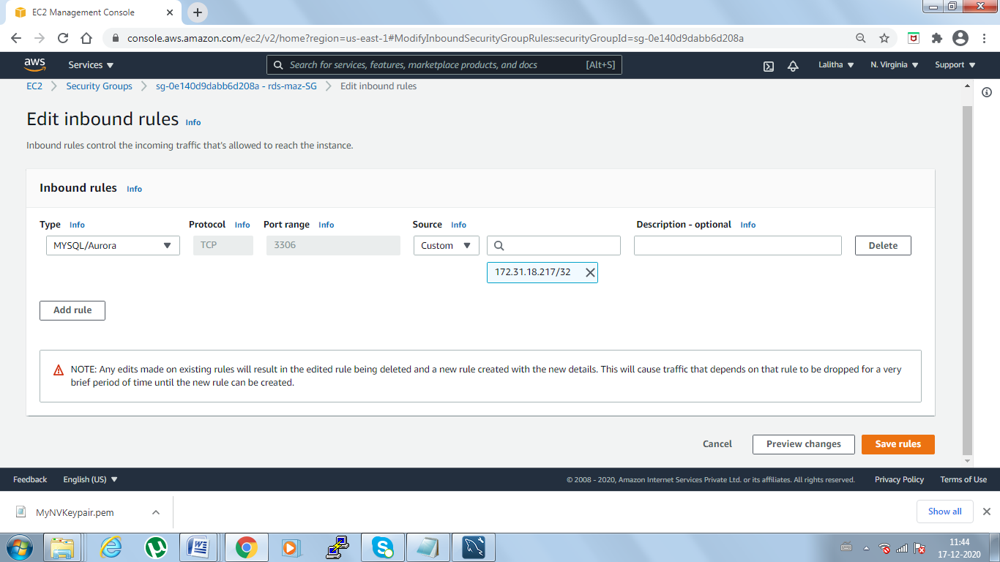 EC2 Management Console
console.aws.amazon.com/ec2/v2/home?region=us-east-1#ModifyInboundSecurityGroupRules:securityGroupId=sg-0e140d9dabb6d208a
aws Services Search for services, features, marketplace products, and docs [Alt+S] Lalitha N. Virginia Support
EC2 Security Groups sg-0e140d9dabb6d208a - rds-maz-SG Edit inbound rules
Edit inbound rules Info
Inbound rules control the incoming traffic that's allowed to reach the instance.
Inbound rules Info
Type Info Protocol Info Port range Info Source Info Description - optional Info
MYSQL/Aurora TCP 3306 Custom Delete
172.31.18.217/32
Add rule
NOTE: Any edits made on existing rules will result in the edited rule being deleted and a new rule created with the new details. This will cause traffic that depends on that rule to be dropped for a very
brief period of time until the new rule can be created.
Cancel Preview changes Save rules
Feedback English (US) © 2008 - 2020, Amazon Internet Services Private Ltd. or its affiliates. All rights reserved. Privacy Policy Terms of Use
MyNVKeypair.pem Show all
11:44
17-12-2020